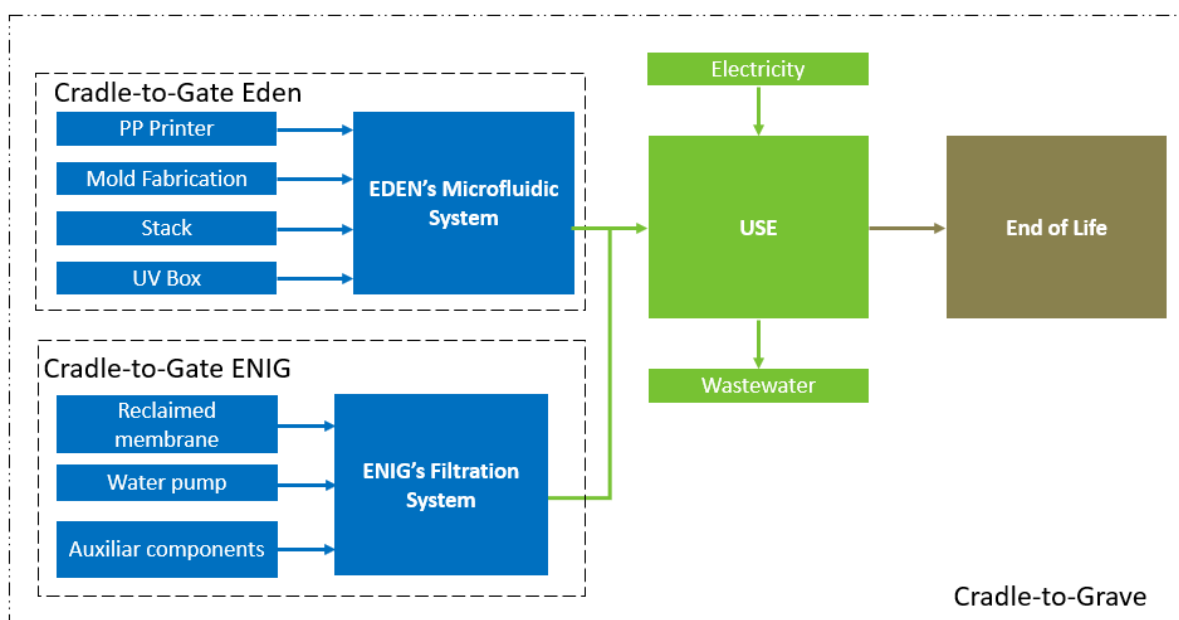 Cradle-to-Gate Eden
PP Printer
Mold Fabrication
Stack
UV Box
EDEN's Microfluidic
System
Electricity
USE
Wastewater
End of Life
Cradle-to-Gate ENIG
Reclaimed
membrane
Water pump
Auxiliar components
ENIG's Filtration
System
Cradle-to-Grave